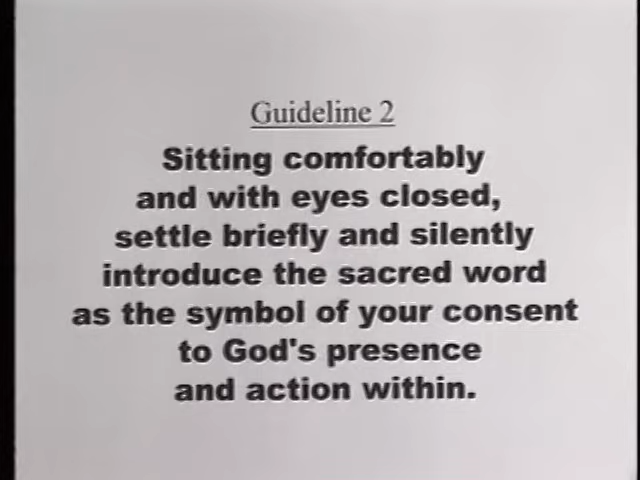 Guideline 2
Sitting comfortably
and with eyes closed,
settle briefly and silently
introduce the sacred word
as the symbol of your consent
to God's presence
and action within.